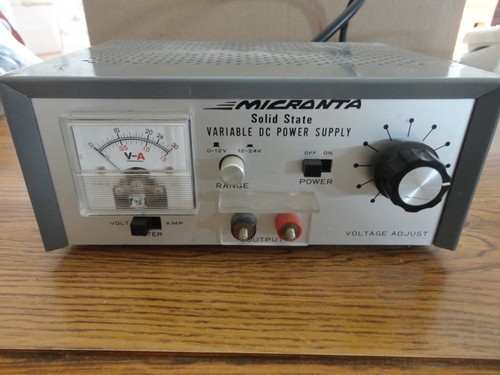 MICRONTA
Solid State
VARIABLE DC POWER SUPPLY
0-12V 12-24V
OFF ON
RANGE
POWER
V-A
VOLT AMP
METER
OUTPUT
VOLTAGE ADJUST